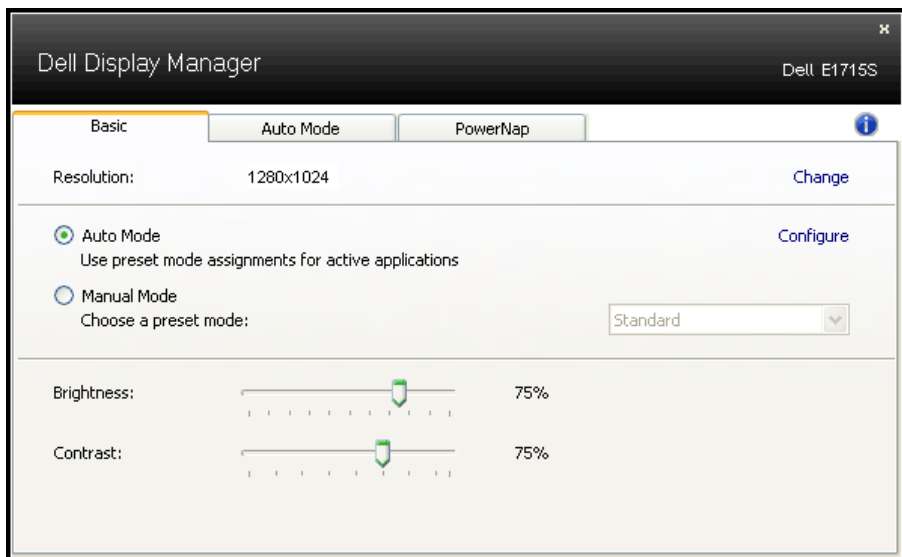 Dell Display Manager
Dell E1715S
Basic
Auto Mode
PowerNap
Resolution:
1280x1024
Change
Auto Mode
Configure
Use preset mode assignments for active applications
Manual Mode
Choose a preset mode:
Standard
Brightness:
75%
Contrast:
75%